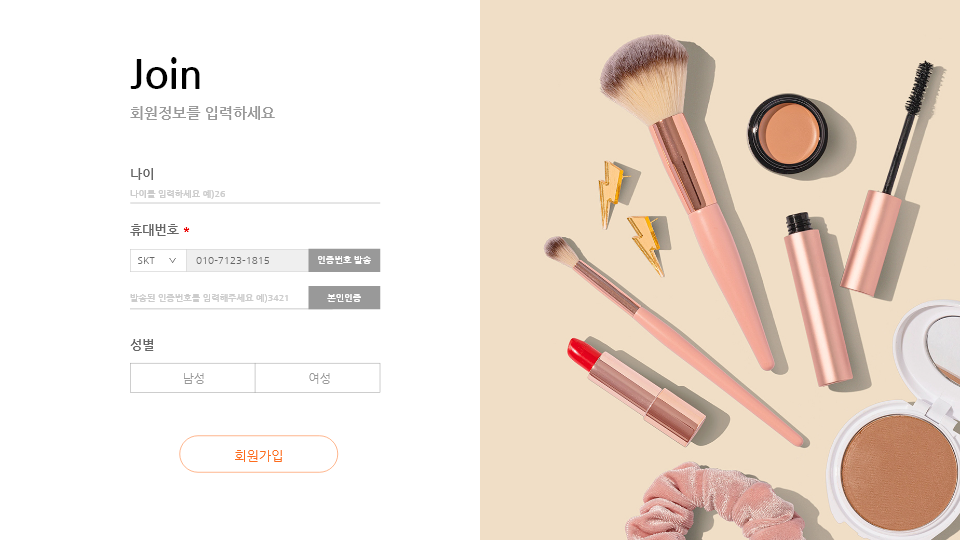 Join
회원정보를 입력하세요
나이
나이를 입력하세요 예)26
휴대번호 *
SKT 010-7123-1815 인증번호 발송
발송된 인증번호를 입력해주세요 예)3421 본인인증
성별
남성 여성
회원가입